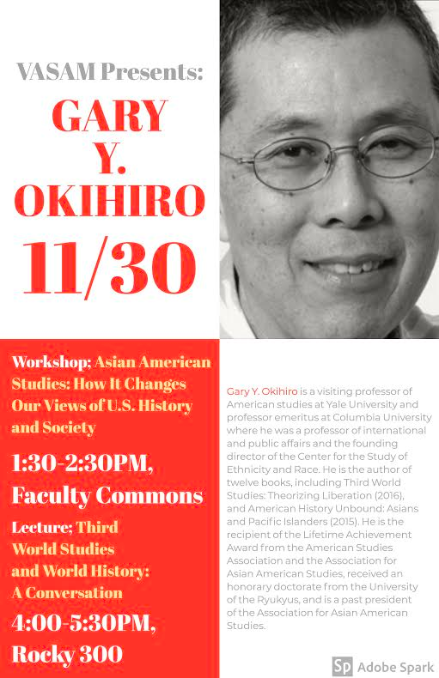 VASAM Presents:
GARY
Y.
OKIHIRO
11/30
Workshop: Asian American
Studies: How It Changes
Our Views of U.S. History
and Society
1:30-2:30PM,
Faculty Commons
Lecture: Third
World Studies
and World History:
A Conversation
4:00-5:30PM,
Rocky 300
Gary Y. Okihiro is a visiting professor of
American studies at Yale University and
professor emeritus at Columbia University
where he was a professor of international
and public affairs and the founding
director of the Center for the Study of
Ethnicity and Race. He is the author of
twelve books, including Third World
Studies: Theorizing Liberation (2016),
and American History Unbound: Asians
and Pacific Islanders (2015). He is the
recipient of the Lifetime Achievement
Award from the American Studies
Association and the Association for
Asian American Studies, received an
honorary doctorate from the University
of the Ryukyus, and is a past president
of the Association for Asian American
Studies.
Sp Adobe Spark